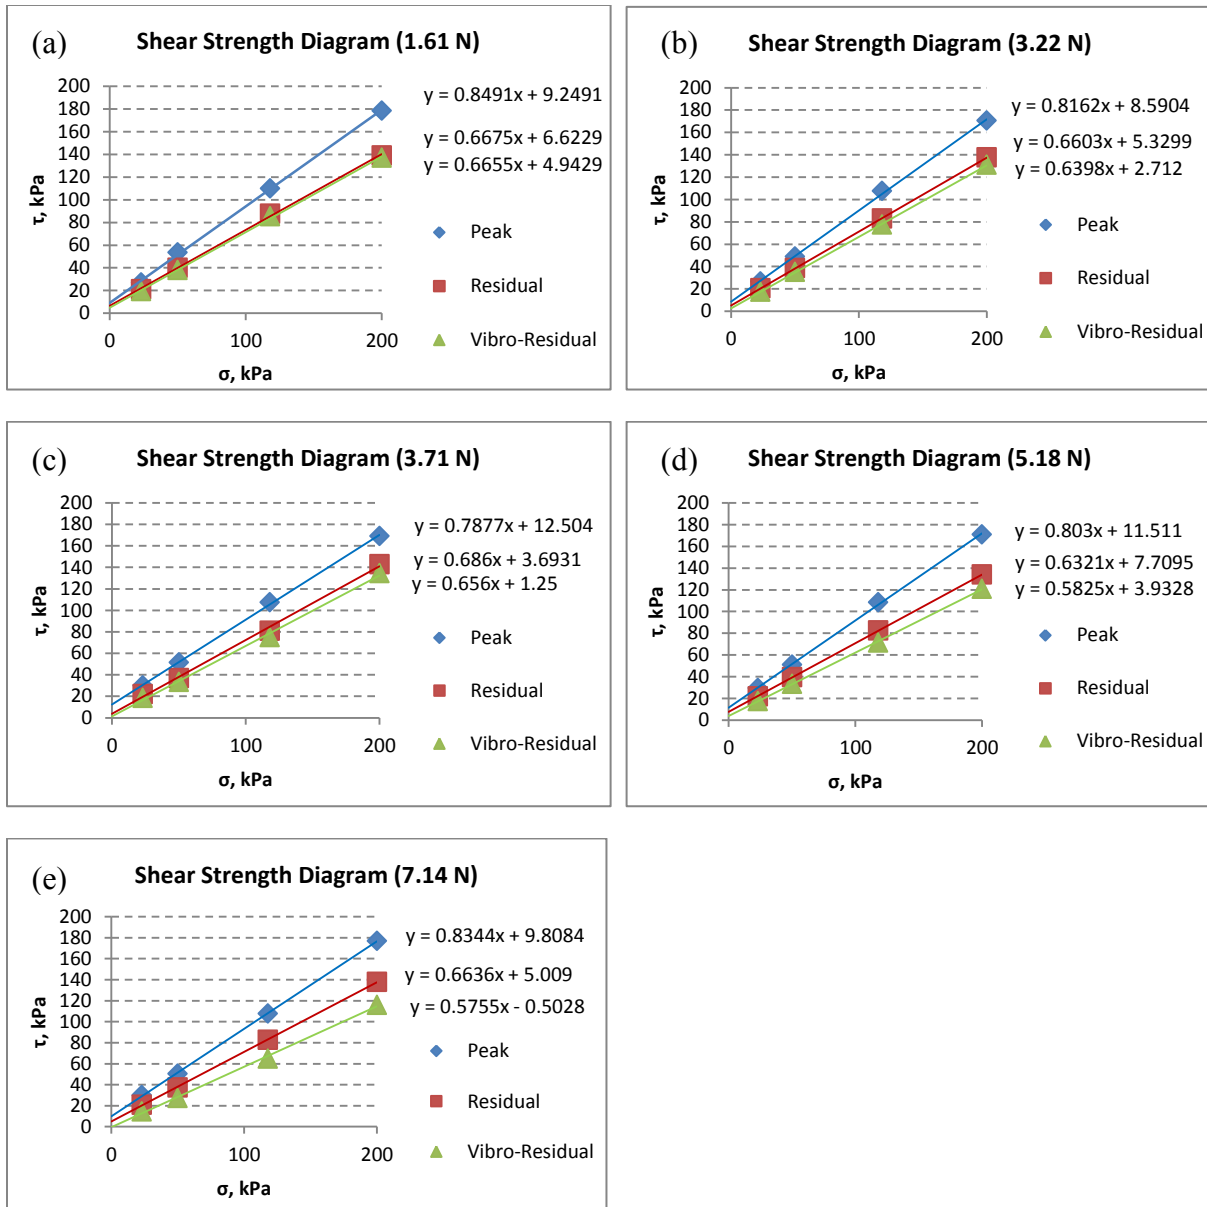 (a)
Shear Strength Diagram (1.61 N)
200
180
160
140
120
100
80
60
40
20
0
τ, kPa
0 100 200
σ, kPa
y = 0.8491x + 9.2491
y = 0.6675x + 6.6229
y = 0.6655x + 4.9429
Peak
Residual
Vibro-Residual
(b)
Shear Strength Diagram (3.22 N)
200
180
160
140
120
100
80
60
40
20
0
τ, kPa
0 100 200
σ, kPa
y = 0.8162x + 8.5904
y = 0.6603x + 5.3299
y = 0.6398x + 2.712
Peak
Residual
Vibro-Residual
(c)
Shear Strength Diagram (3.71 N)
200
180
160
140
120
100
80
60
40
20
0
τ, kPa
0 100 200
σ, kPa
y = 0.7877x + 12.504
y = 0.686x + 3.6931
y = 0.656x + 1.25
Peak
Residual
Vibro-Residual
(d)
Shear Strength Diagram (5.18 N)
200
180
160
140
120
100
80
60
40
20
0
τ, kPa
0 100 200
σ, kPa
y = 0.803x + 11.511
y = 0.6321x + 7.7095
y = 0.5825x + 3.9328
Peak
Residual
Vibro-Residual
(e)
Shear Strength Diagram (7.14 N)
200
180
160
140
120
100
80
60
40
20
0
τ, kPa
0 100 200
σ, kPa
y = 0.8344x + 9.8084
y = 0.6636x + 5.009
y = 0.5755x - 0.5028
Peak
Residual
Vibro-Residual